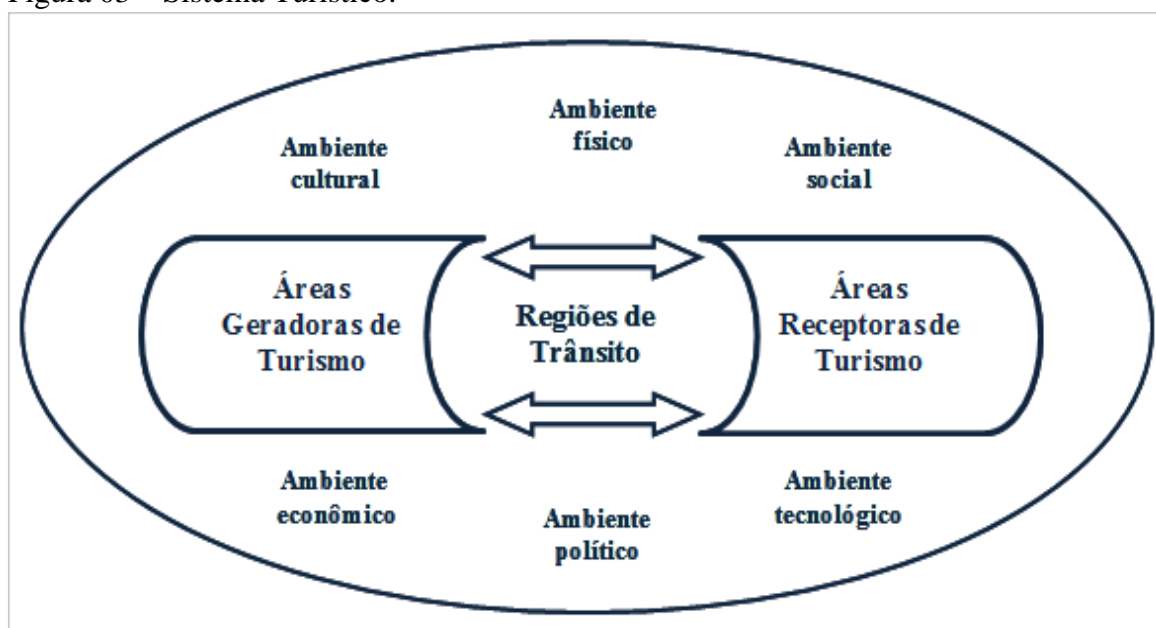 Figura 03 – Sistema Turístico.
Ambiente
físico
Ambiente
cultural
Ambiente
social
Áreas
Geradoras de
Turismo
Regiões de
Trânsito
Áreas
Receptoras de
Turismo
Ambiente
econômico
Ambiente
político
Ambiente
tecnológico